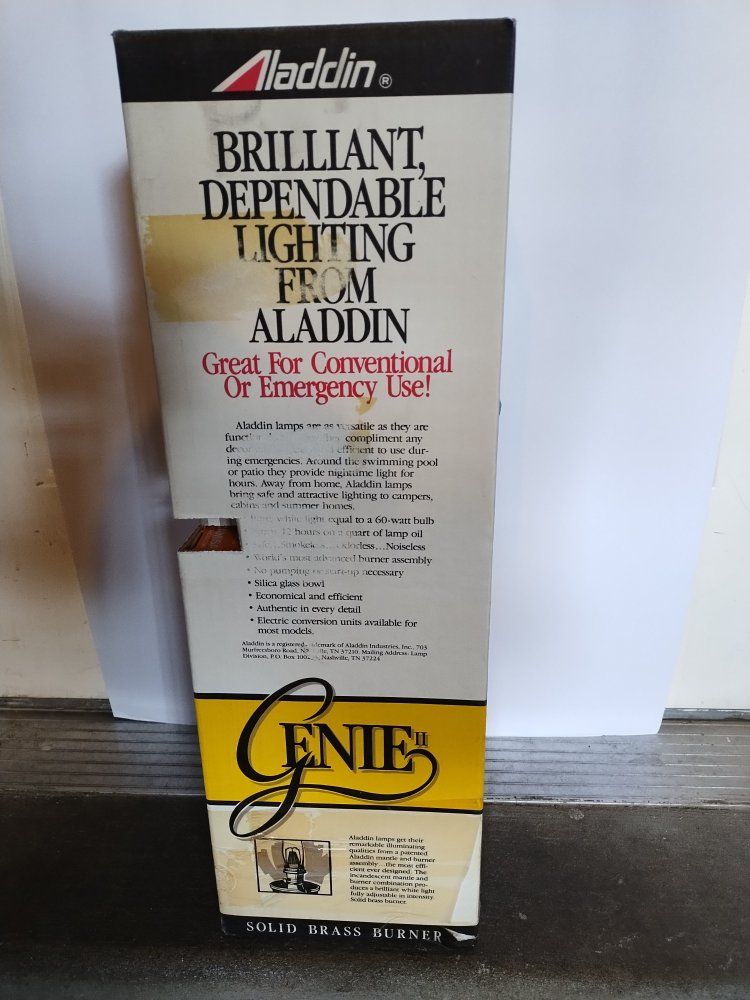 Aladdin®
BRILLIANT,
DEPENDABLE
LIGHTING
FROM
ALADDIN
Great For Conventional
Or Emergency Use!
Aladdin lamps are as versatile as they are
compliment any
efficient to use dur-
ing emergencies. Around the swimming pool
or patio they provide nighttime light for
hours. Away from home, Aladdin lamps
bring safe and attractive lighting to campers,
cabins and summer homes.
white light equal to a 60-watt bulb
12 hours on a quart of lamp oil
Smokeless...Odorless...Noiseless
• World's most advanced burner assembly
• No pumping or start-up necessary
• Silica glass bowl
• Economical and efficient
• Authentic in every detail
• Electric conversion units available for
most models.
Aladdin is a registered trademark of Aladdin Industries, Inc., 703
Murfreesboro Road, TN 37210. Mailing Address: Lamp
Division, P.O. Box Nashville, TN 37224
GENIE II
Aladdin lamps get their
remarkable illuminating
qualities from a patented
Aladdin mantle and burner
assembly...the most effi-
cient ever designed. The
incandescent mantle and
burner combination pro-
duces a brilliant white light
fully adjustable in intensity.
Solid brass burner.
SOLID BRASS BURNER